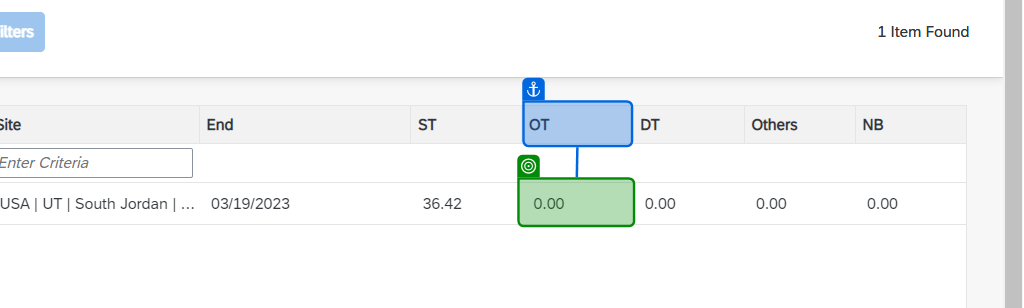 ilters
1 Item Found
Site End ST OT DT Others NB
Enter Criteria
USA | UT | South Jordan | ... 03/19/2023 36.42 0.00 0.00 0.00 0.00